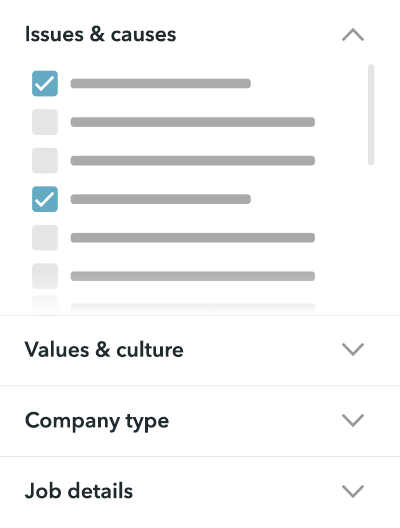 Issues & causes
Values & culture
Company type
Job details